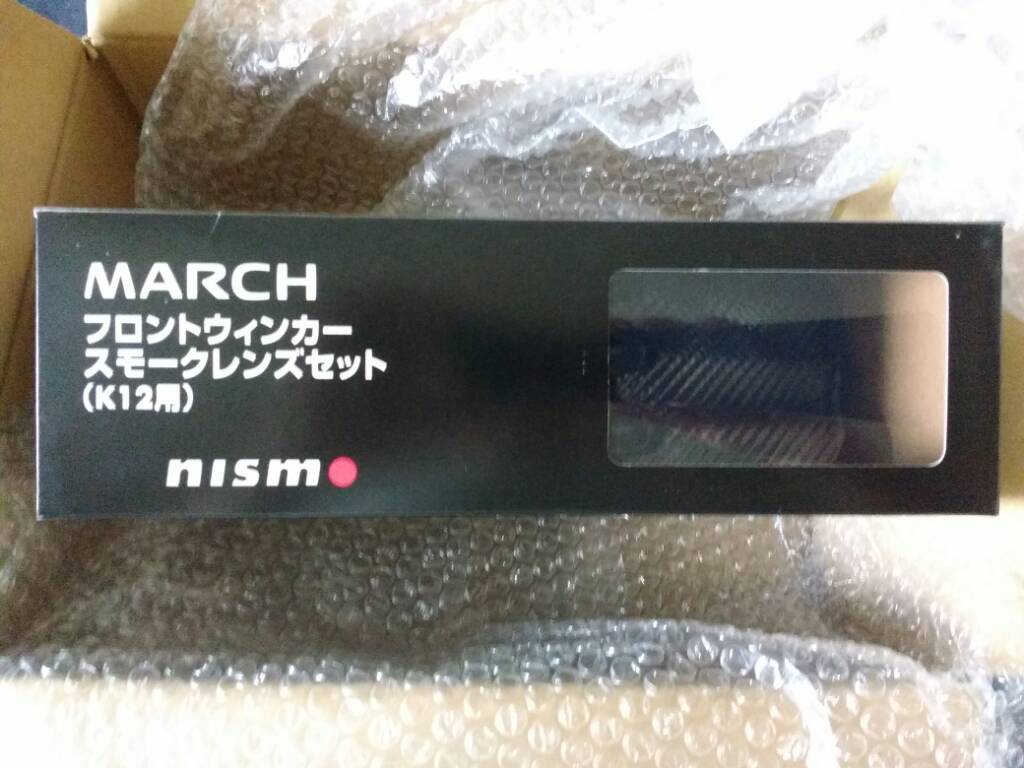 MARCH
フロントウィンカー
スモークレンズセット
(K12用)
nismo